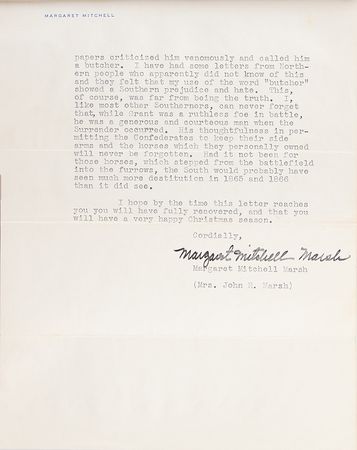 MARGARET MITCHELL
papers criticized him venomously and called him
a butcher. I have had some letters from North-
ern people who apparently did not know of this
and they felt that my use of the word "butcher"
showed a Southern prejudice and hate. This,
of course, was far from being the truth. I,
like most other Southerners, can never forget
that, while Grant was a ruthless foe in battle,
he was a generous and courteous man when the
Surrender occurred. His thoughtfulness in per-
mitting the Confederates to keep their side
arms and the horses which they personally owned
will never be forgotten. Had it not been for
those horses, which stepped from the battlefield
into the furrows, the South would probably have
seen much more destitution in 1865 and 1866
than it did see.
I hope by the time this letter reaches
you you will have fully recovered, and that you
will have a very happy Christmas season.
Cordially,
Margaret Mitchell Marsh
Margaret Mitchell Marsh
(Mrs. John R. Marsh)